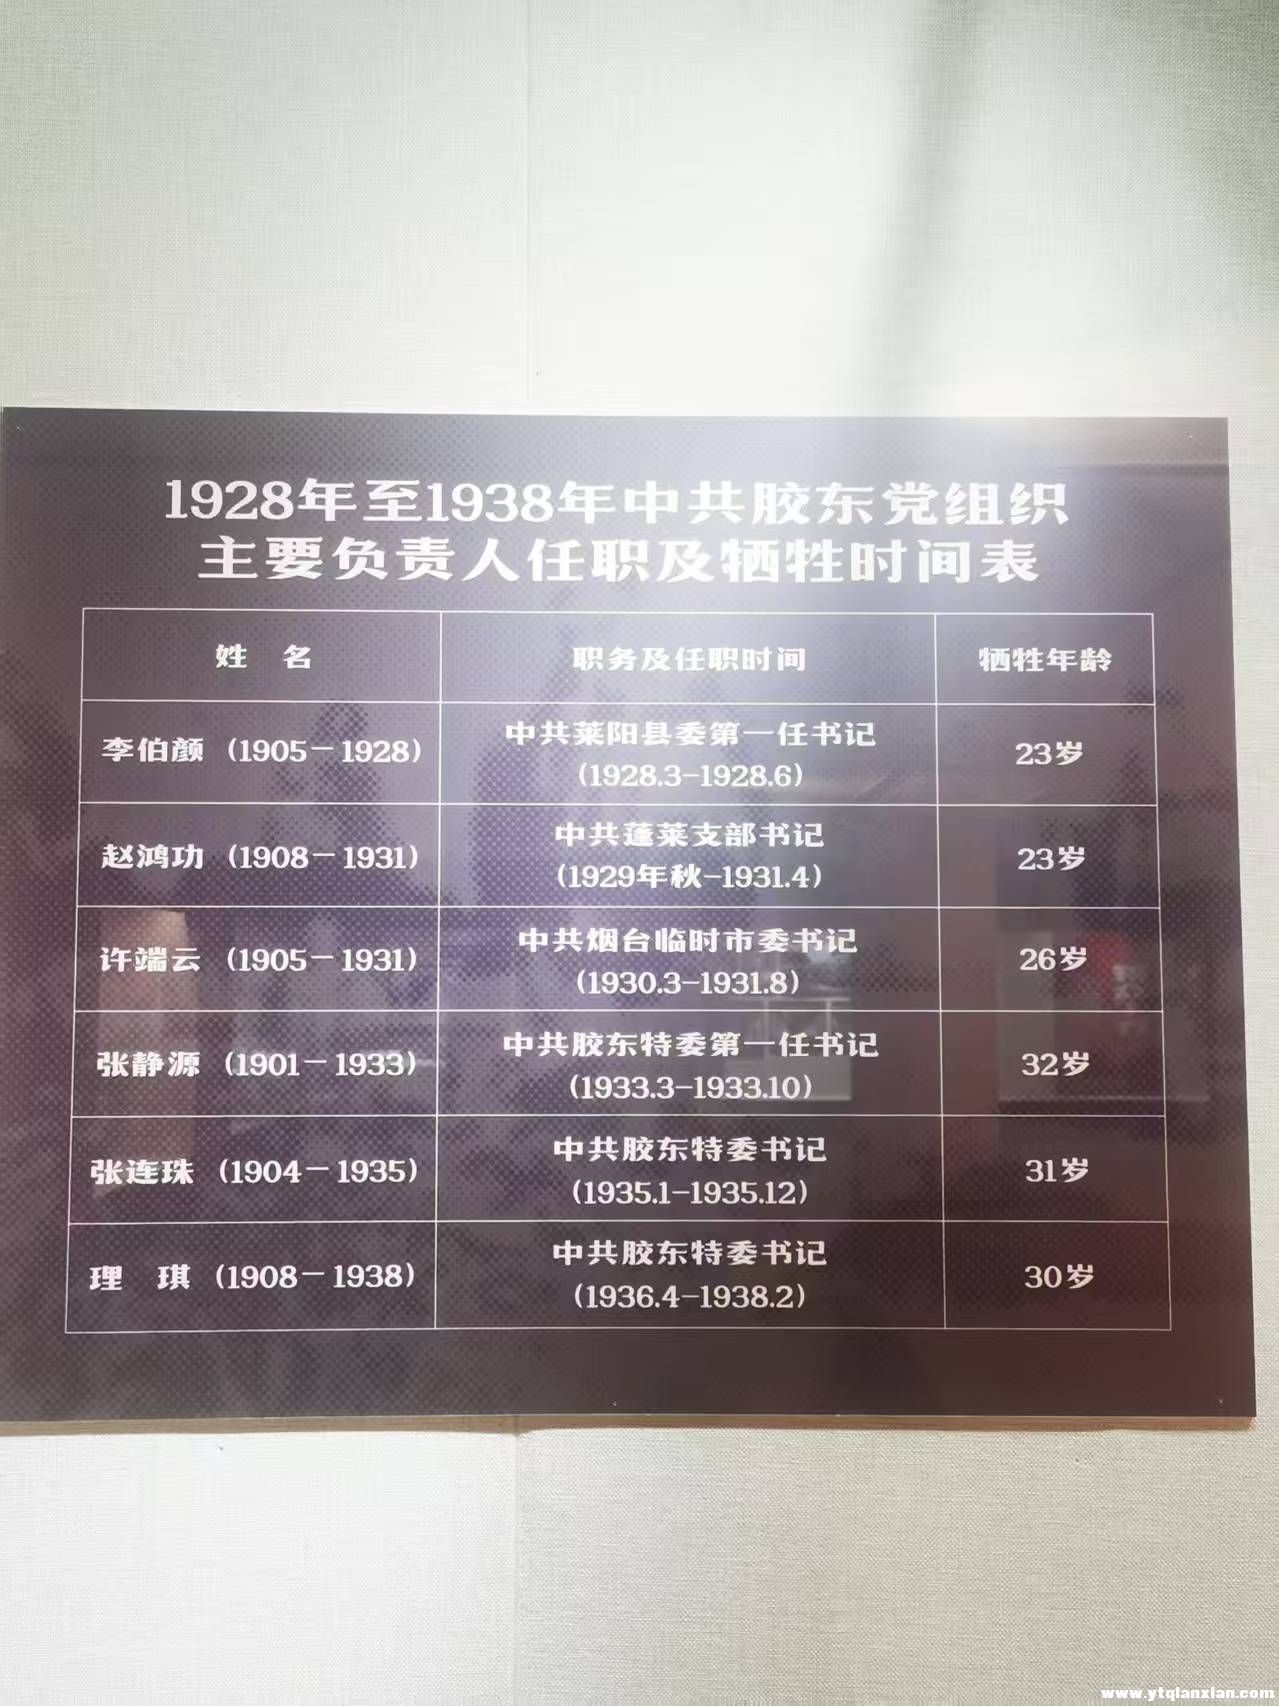 1928年至1938年中共胶东党组织
主要负责人任职及牺牲时间表
姓 名 职务及任职时间 牺牲年龄
李伯颜（1905－1928） 中共莱阳县委第一任书记 23岁
（1928.3-1928.6）
赵鸿功（1908－1931） 中共蓬莱支部书记 23岁
（1929年秋-1931.4）
许端云（1905－1931） 中共烟台临时市委书记 26岁
（1930.3-1931.8）
张静源（1901－1933） 中共胶东特委第一任书记 32岁
（1933.3-1933.10）
张连珠（1904－1935） 中共胶东特委书记 31岁
（1935.1-1935.12）
理 琪（1908－1938） 中共胶东特委书记 30岁
（1936.4-1938.2）
www.ytqianxian.com